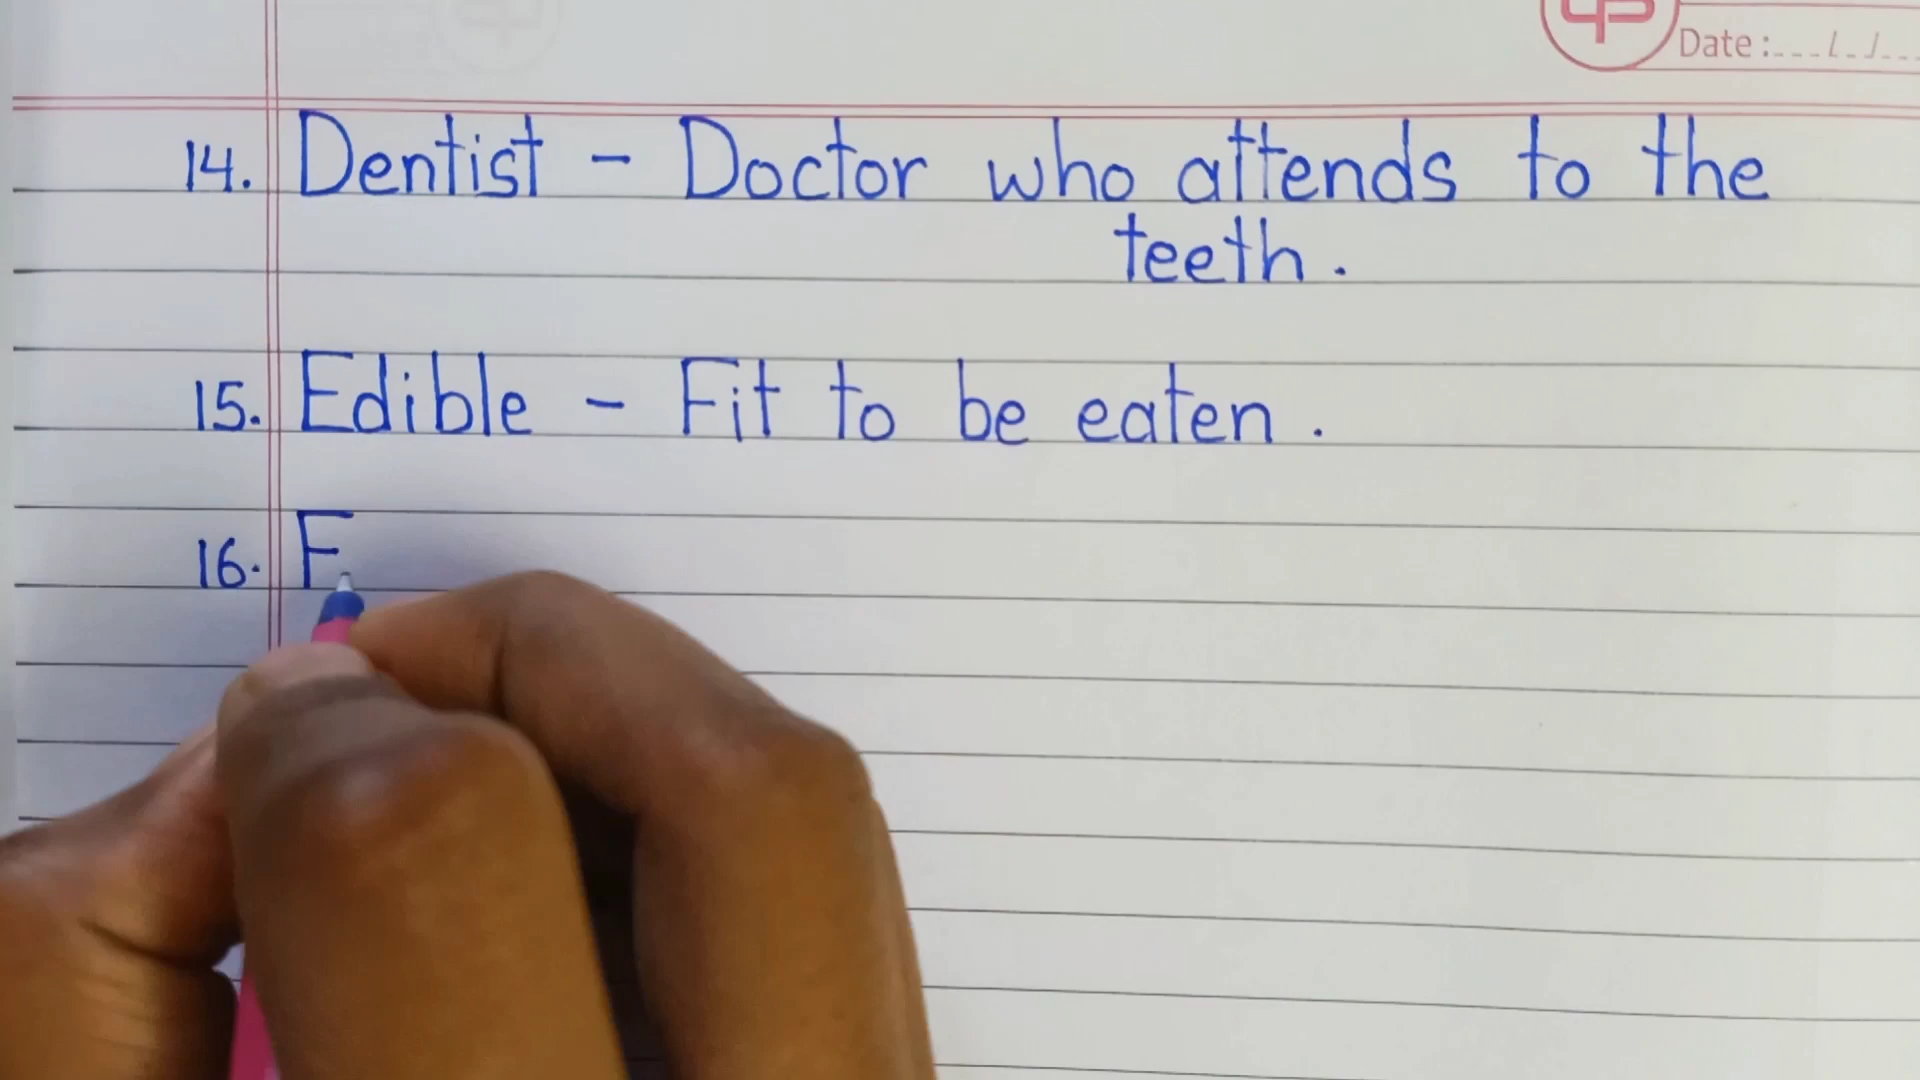 Date :
14. Dentist - Doctor who attends to the
teeth.
15. Edible - Fit to be eaten.
16. F